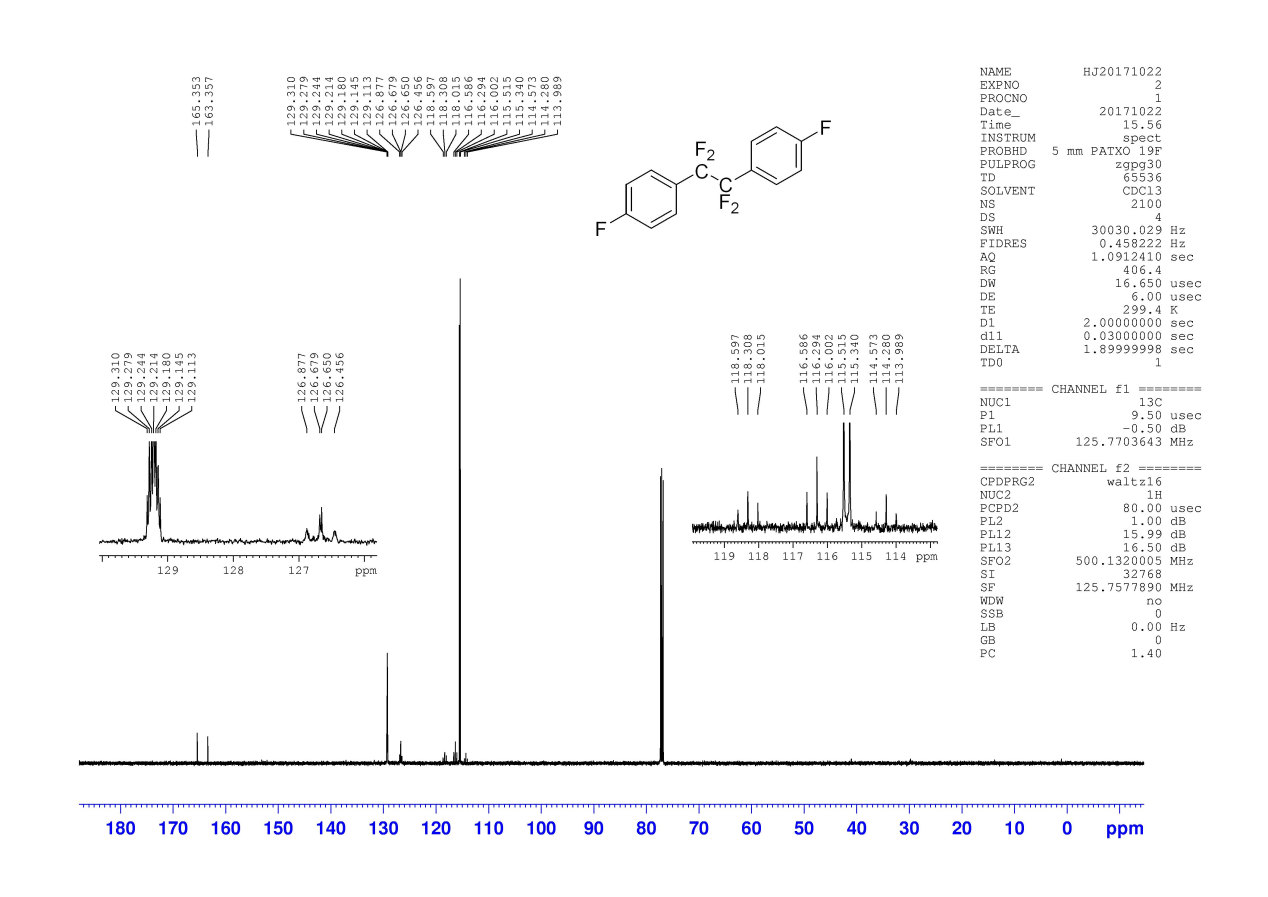 165.353
163.357
129.310
129.279
129.244
129.214
129.180
129.145
129.113
126.877
126.679
126.650
126.456
118.597
118.308
118.015
116.586
116.294
116.002
115.515
115.340
114.573
114.280
113.989
F
F2
C
C
F2
F
129.310
129.279
129.244
129.214
129.180
129.145
129.113
126.877
126.679
126.650
126.456
129 128 127 ppm
118.597
118.308
118.015
116.586
116.294
116.002
115.515
115.340
114.573
114.280
113.989
119 118 117 116 115 114 ppm
NAME HJ20171022
EXPNO 2
PROCNO 1
Date_ 20171022
Time 15.56
INSTRUM spect
PROBHD 5 mm PATXO 19F
PULPROG zgpg30
TD 65536
SOLVENT CDCl3
NS 2100
DS 4
SWH 30030.029 Hz
FIDRES 0.458222 Hz
AQ 1.0912410 sec
RG 406.4
DW 16.650 usec
DE 6.00 usec
TE 299.4 K
D1 2.00000000 sec
d11 0.03000000 sec
DELTA 1.89999998 sec
TD0 1
======== CHANNEL f1 ========
NUC1 13C
P1 9.50 usec
PL1 -0.50 dB
SFO1 125.7703643 MHz
======== CHANNEL f2 ========
CPDPRG2 waltz16
NUC2 1H
PCPD2 80.00 usec
PL2 1.00 dB
PL12 15.99 dB
PL13 16.50 dB
SFO2 500.1320005 MHz
SI 32768
SF 125.7577890 MHz
WDW no
SSB 0
LB 0.00 Hz
GB 0
PC 1.40
180 170 160 150 140 130 120 110 100 90 80 70 60 50 40 30 20 10 0 ppm